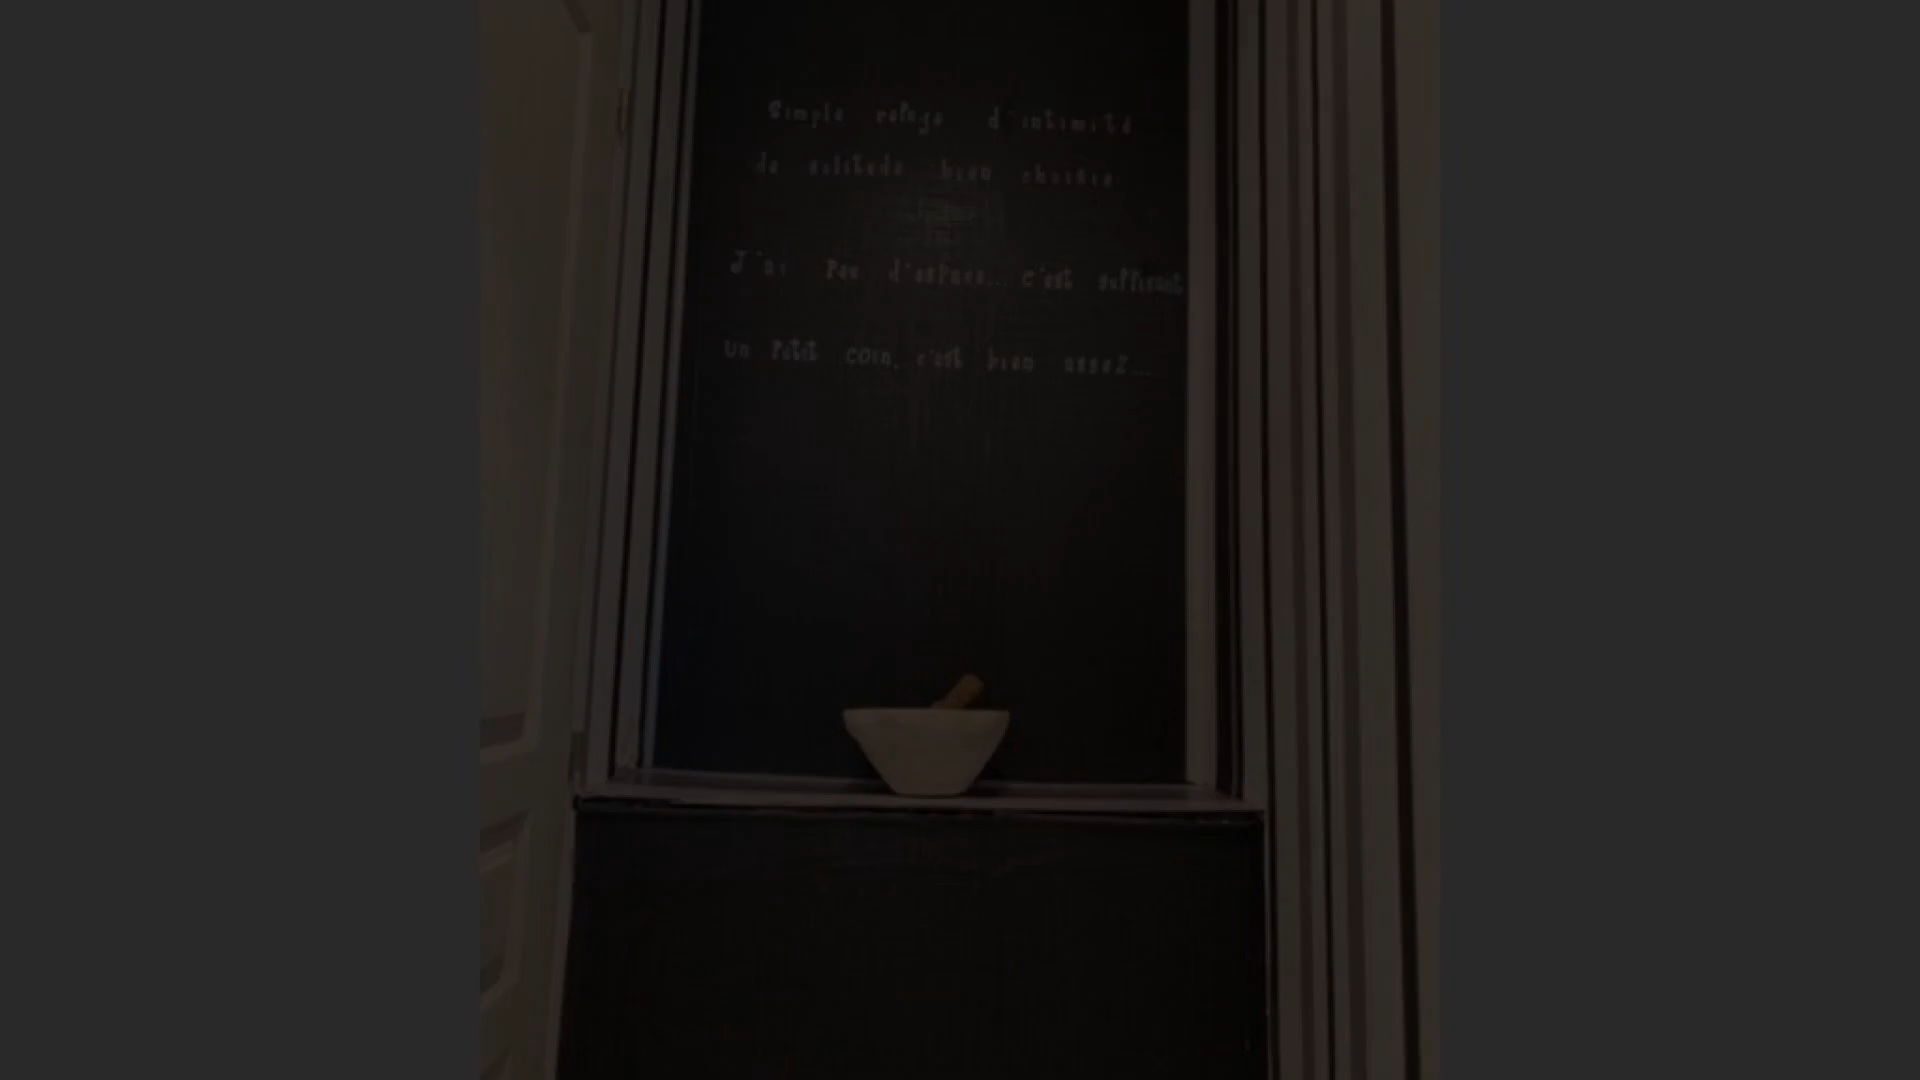 Simple refuge d'intimité
de solitude bien choisie
J'ai peu d'espace... c'est suffisant
Un petit coin, c'est bien assez....